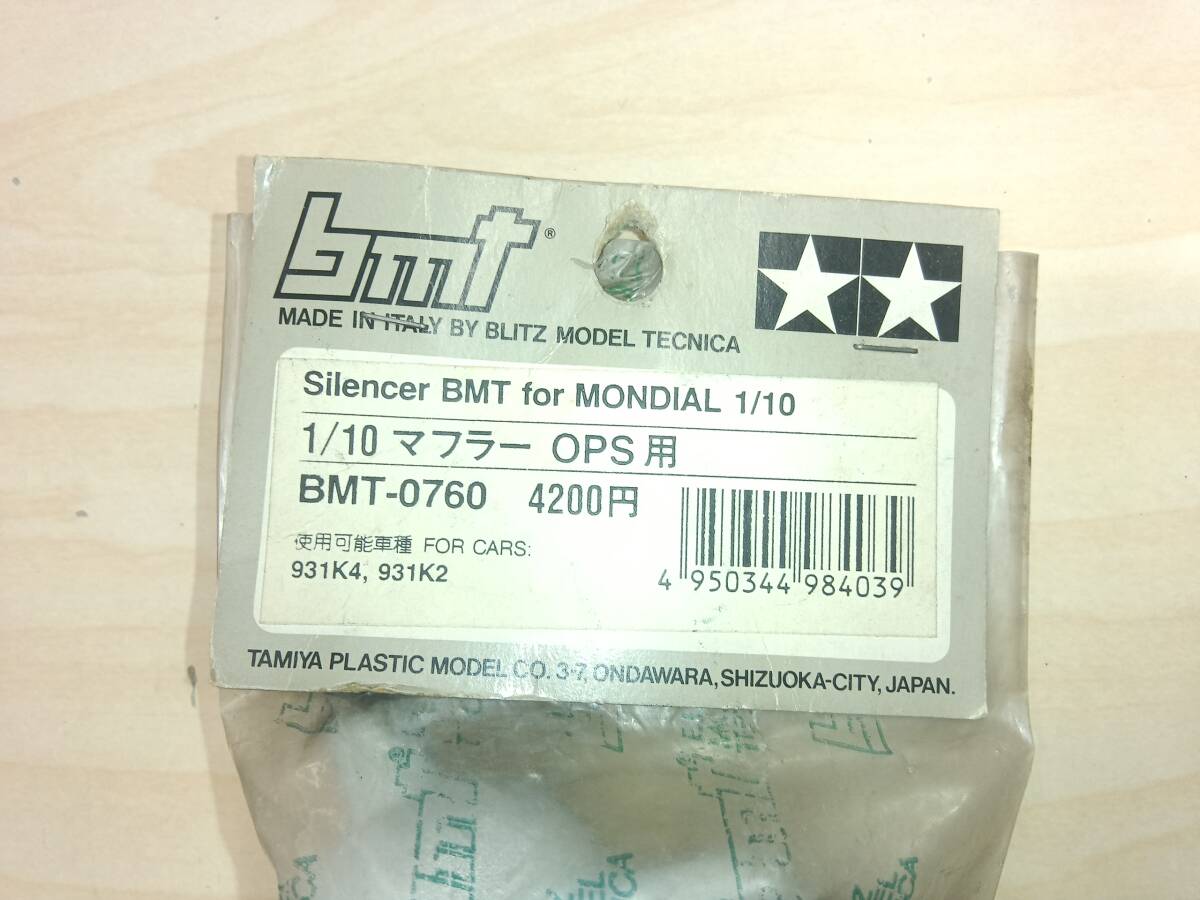 bmt®
MADE IN ITALY BY BLITZ MODEL TECNICA
Silencer BMT for MONDIAL 1/10
1/10 マフラー OPS用
BMT-0760 4200円
使用可能車種 FOR CARS:
931K4, 931K2
4 950344 984039
TAMIYA PLASTIC MODEL CO. 3-7, ONDAWARA, SHIZUOKA-CITY, JAPAN.